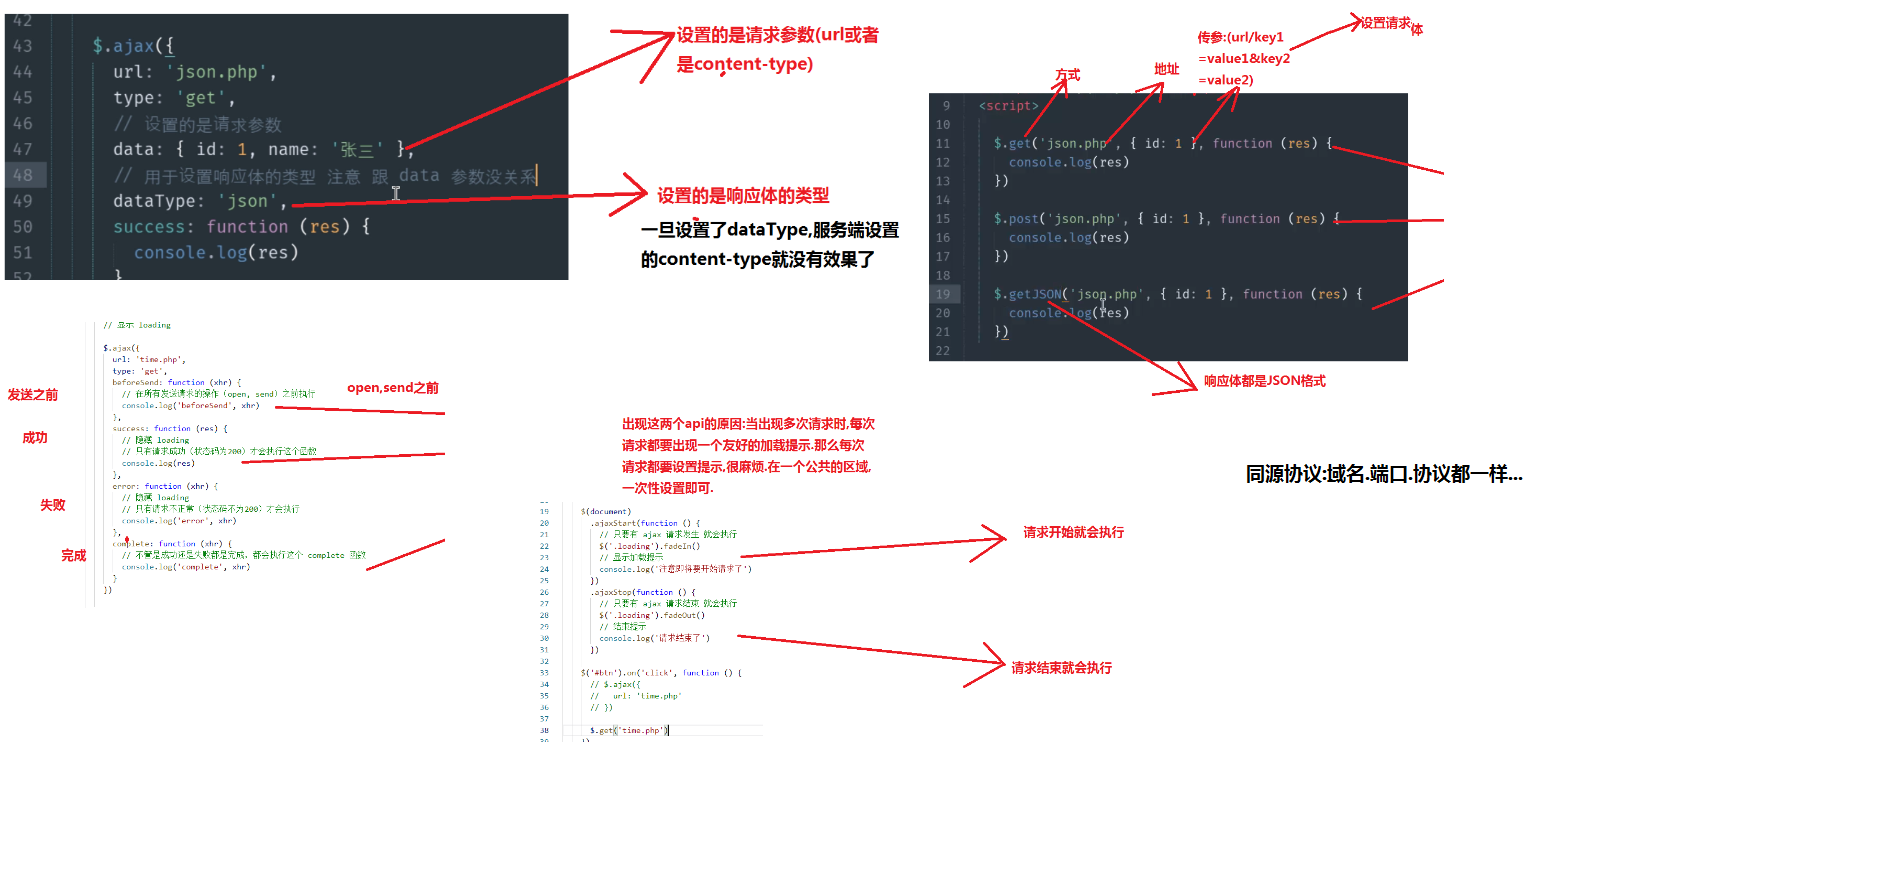 42
43 $.ajax({
44 url: 'json.php',
45 type: 'get',
46 // 设置的是请求参数
47 data: { id: 1, name: '张三' },
48 // 用于设置响应体的类型 注意 跟 data 参数没关系
49 dataType: 'json',
50 success: function (res) {
51 console.log(res)
52 }
设置的是请求参数(url或者
是content-type)
设置的是响应体的类型
一旦设置了dataType,服务端设置
的content-type就没有效果了
方式
地址
传参:(url/key1
=value1&key2
=value2)
设置请求
体
9 <script>
10
11 $.get('json.php', { id: 1 }, function (res) {
12 console.log(res)
13 })
14
15 $.post('json.php', { id: 1 }, function (res) {
16 console.log(res)
17 })
18
19 $.getJSON('json.php', { id: 1 }, function (res) {
20 console.log(res)
21 })
22
响应体都是JSON格式
// 显示 loading
$.ajax({
url: 'time.php',
type: 'get',
beforeSend: function (xhr) {
// 在所有发送请求的操作（open, send）之前执行
console.log('beforeSend', xhr)
},
success: function (res) {
// 隐藏 loading
// 只有请求成功（状态码为200）才会执行这个函数
console.log(res)
},
error: function (xhr) {
// 隐藏 loading
// 只有请求不正常（状态码不为200）才会执行
console.log('error', xhr)
},
complete: function (xhr) {
// 不管是成功还是失败都是完成，都会执行这个 complete 函数
console.log('complete', xhr)
}
})
发送之前
成功
失败
完成
open,send之前
出现这两个api的原因:当出现多次请求时,每次
请求都要出现一个友好的加载提示.那么每次
请求都要设置提示,很麻烦.在一个公共的区域,
一次性设置即可.
19 $(document)
20 .ajaxStart(function () {
21 // 只要有 ajax 请求发生 就会执行
22 $('.loading').fadeIn()
23 // 显示加载提示
24 console.log('注意即将要开始请求了')
25 })
26 .ajaxStop(function () {
27 // 只要有 ajax 请求结束 就会执行
28 $('.loading').fadeOut()
29 // 结束提示
30 console.log('请求结束了')
31 })
32
33 $('#btn').on('click', function () {
34 // $.ajax({
35 // url: 'time.php'
36 // })
37
38 $.get('time.php')
39 })
请求开始就会执行
请求结束就会执行
同源协议:域名.端口.协议都一样...